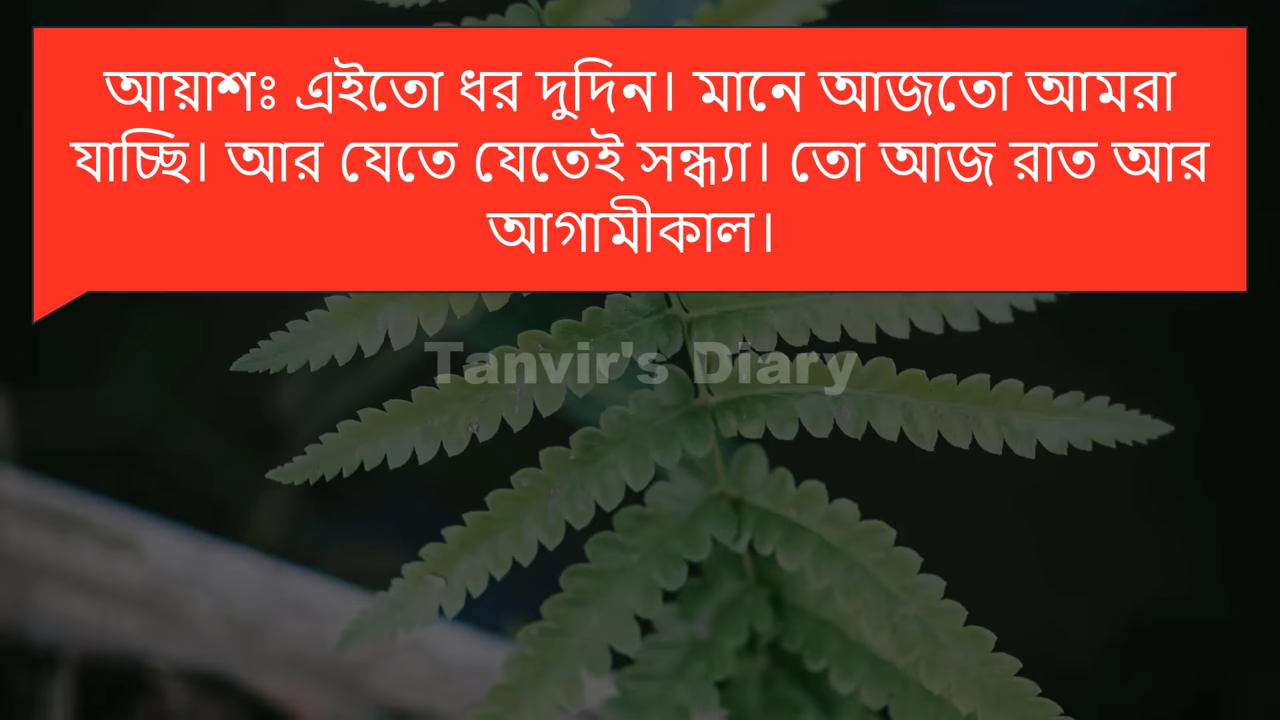 আয়াশঃ এইতো ধর দুদিন। মানে আজতো আমরা
যাচ্ছি। আর যেতে যেতেই সন্ধ্যা। তো আজ রাত আর
আগামীকাল।
Tanvir's Diary